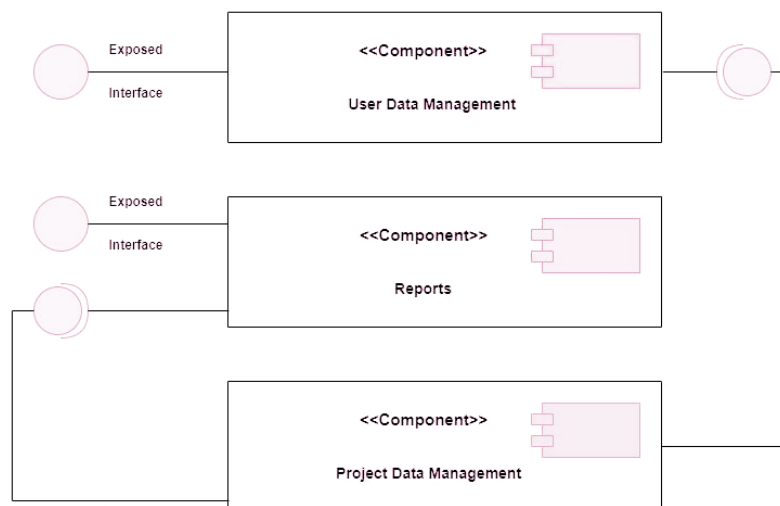 Exposed
Interface
<<Component>>
User Data Management
Exposed
Interface
<<Component>>
Reports
<<Component>>
Project Data Management